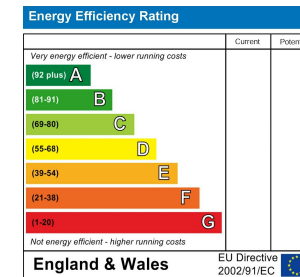 Energy Efficiency Rating
Current Poten
Very energy efficient - lower running costs
(92 plus) A
(81-91) B
(69-80) C
(55-68) D
(39-54) E
(21-38) F
(1-20) G
Not energy efficient - higher running costs
England & Wales
EU Directive
2002/91/EC